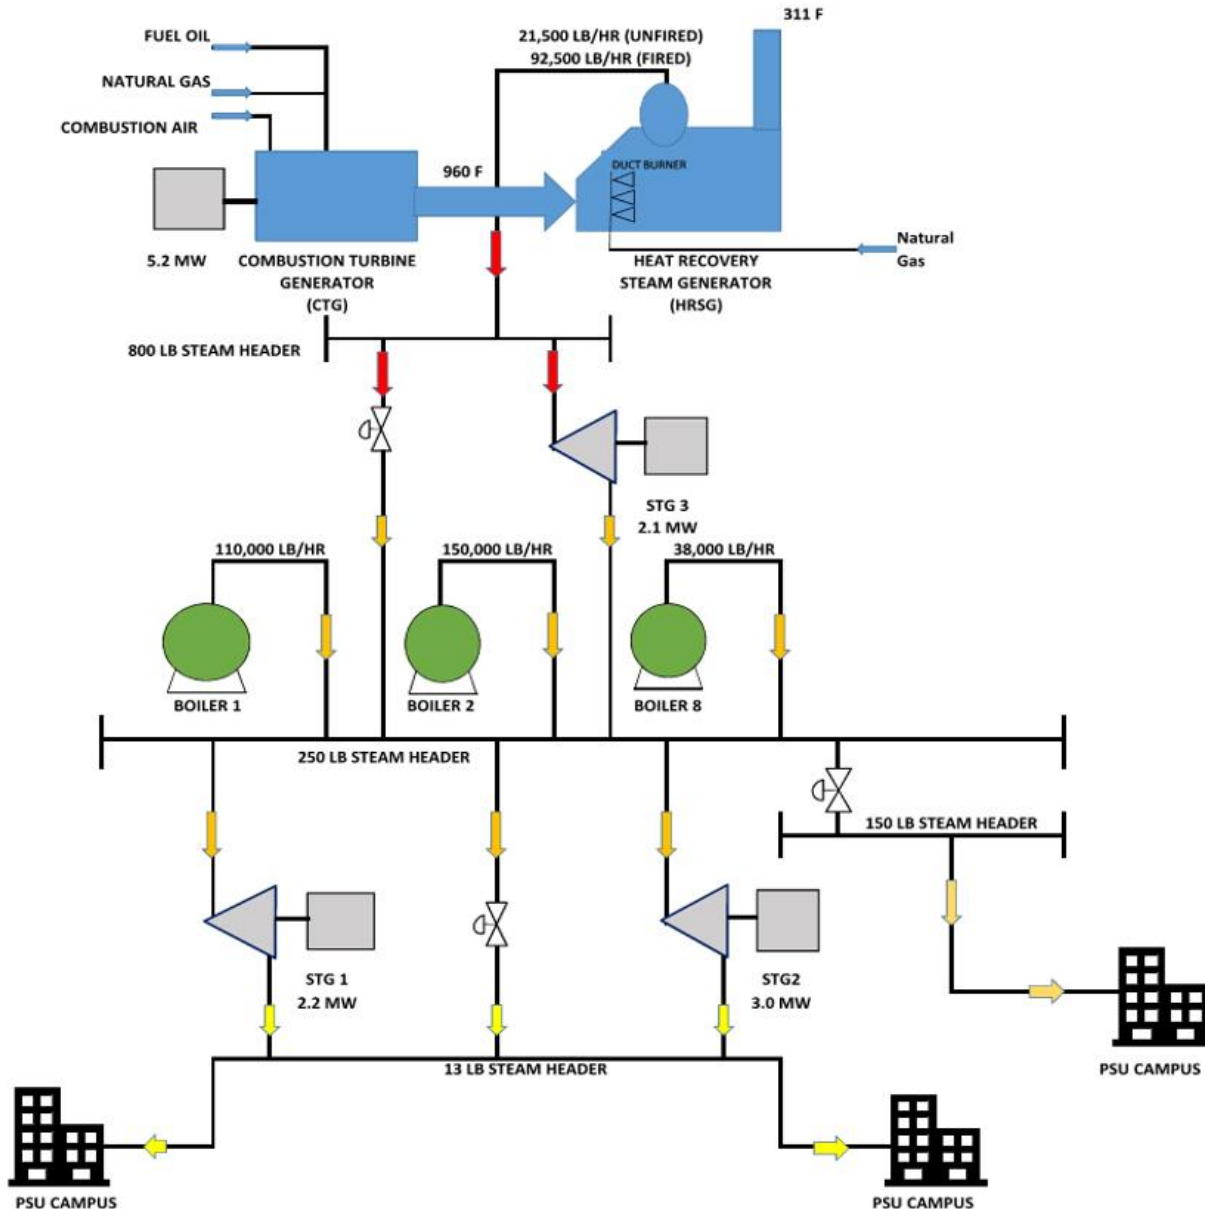 311 F
21,500 LB/HR (UNFIRED)
92,500 LB/HR (FIRED)
FUEL OIL
NATURAL GAS
COMBUSTION AIR
960 F
DUCT BURNER
5.2 MW
COMBUSTION TURBINE
GENERATOR
(CTG)
HEAT RECOVERY
STEAM GENERATOR
(HRSG)
Natural
Gas
800 LB STEAM HEADER
STG 3
2.1 MW
110,000 LB/HR
150,000 LB/HR
38,000 LB/HR
BOILER 1
BOILER 2
BOILER 8
250 LB STEAM HEADER
150 LB STEAM HEADER
STG 1
2.2 MW
STG2
3.0 MW
13 LB STEAM HEADER
PSU CAMPUS
PSU CAMPUS
PSU CAMPUS